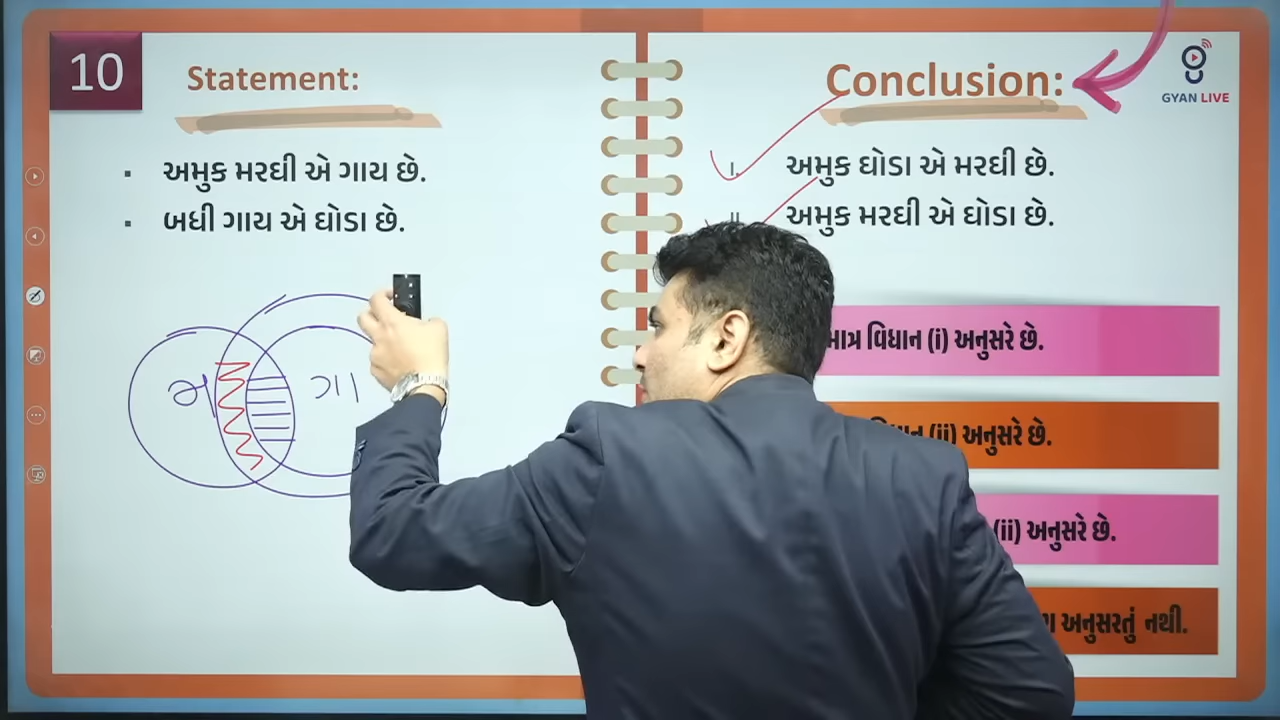 10
Statement:
અમુક મરઘી એ ગાય છે.
બધી ગાય એ ઘોડા છે.
મ
ગા
Conclusion:
GYAN LIVE
I. અમુક ઘોડા એ મરઘી છે.
II અમુક મરઘી એ ઘોડા છે.
માત્ર વિધાન (i) અનુસરે છે.
વિધાન (ii) અનુસરે છે.
(ii) અનુસરે છે.
અનુસરતું નથી.